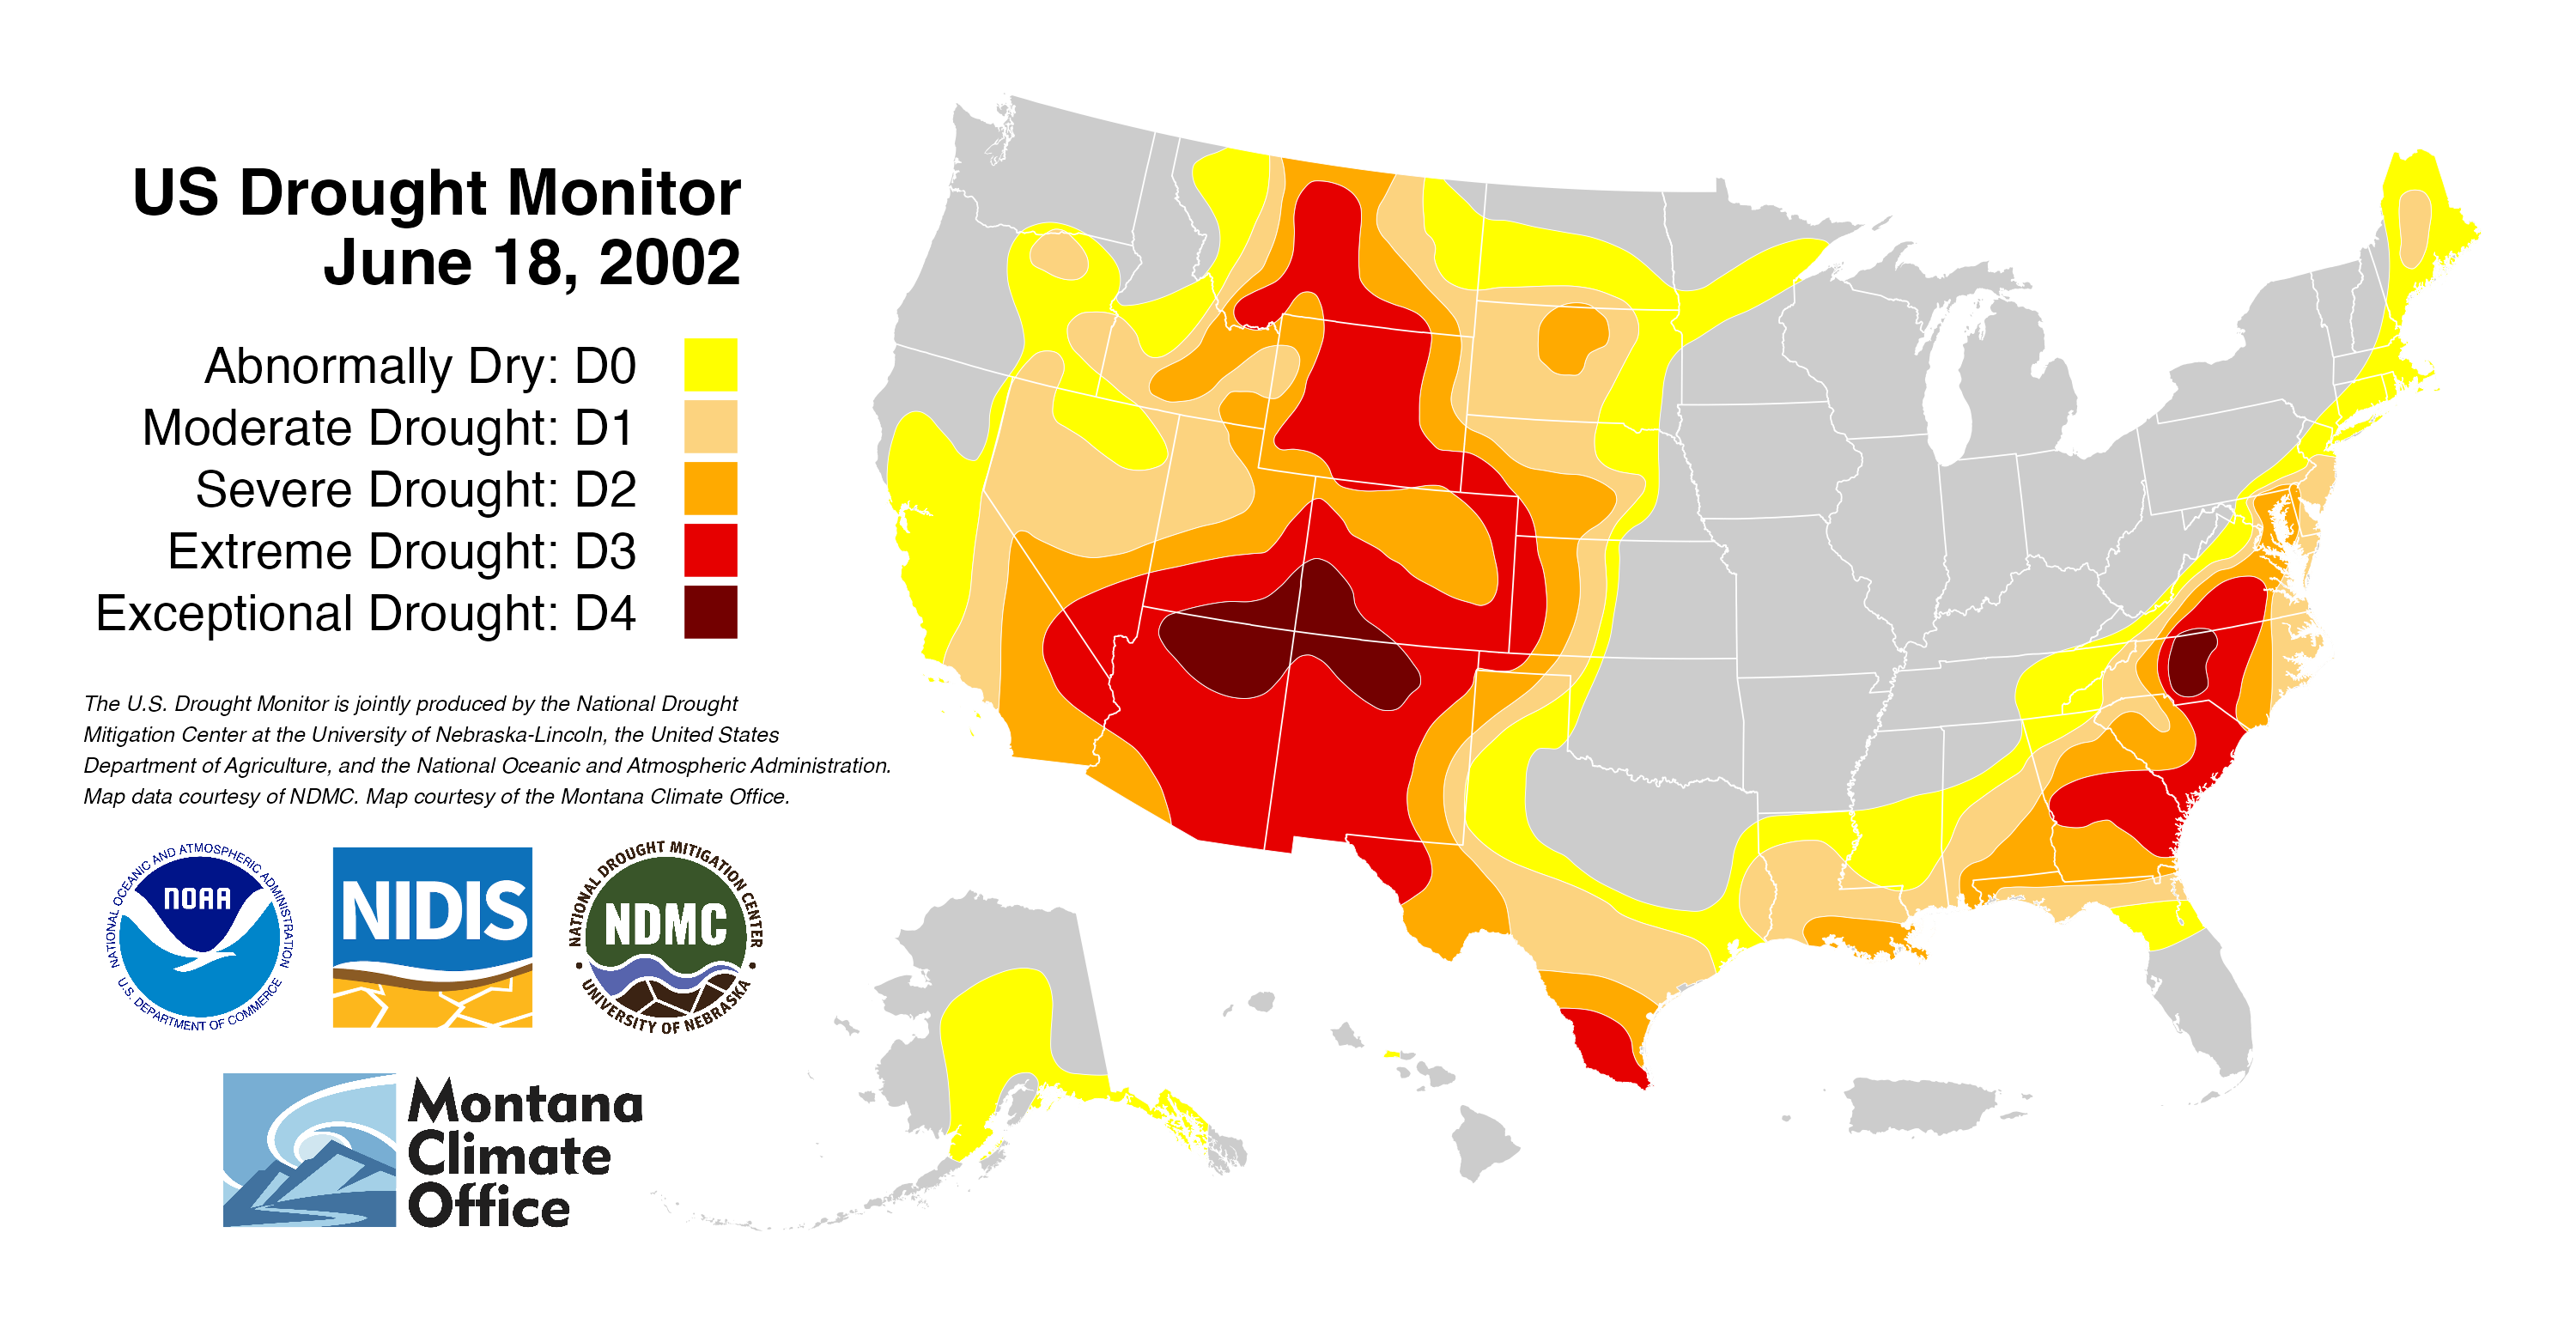 US Drought Monitor
June 18, 2002
Abnormally Dry: D0
Moderate Drought: D1
Severe Drought: D2
Extreme Drought: D3
Exceptional Drought: D4
The U.S. Drought Monitor is jointly produced by the National Drought
Mitigation Center at the University of Nebraska-Lincoln, the United States
Department of Agriculture, and the National Oceanic and Atmospheric Administration.
Map data courtesy of NDMC. Map courtesy of the Montana Climate Office.
NATIONAL OCEANIC AND ATMOSPHERIC ADMINISTRATION
NOAA
U.S. DEPARTMENT OF COMMERCE
NIDIS
NATIONAL DROUGHT MITIGATION CENTER
NDMC
UNIVERSITY OF NEBRASKA
Montana
Climate
Office